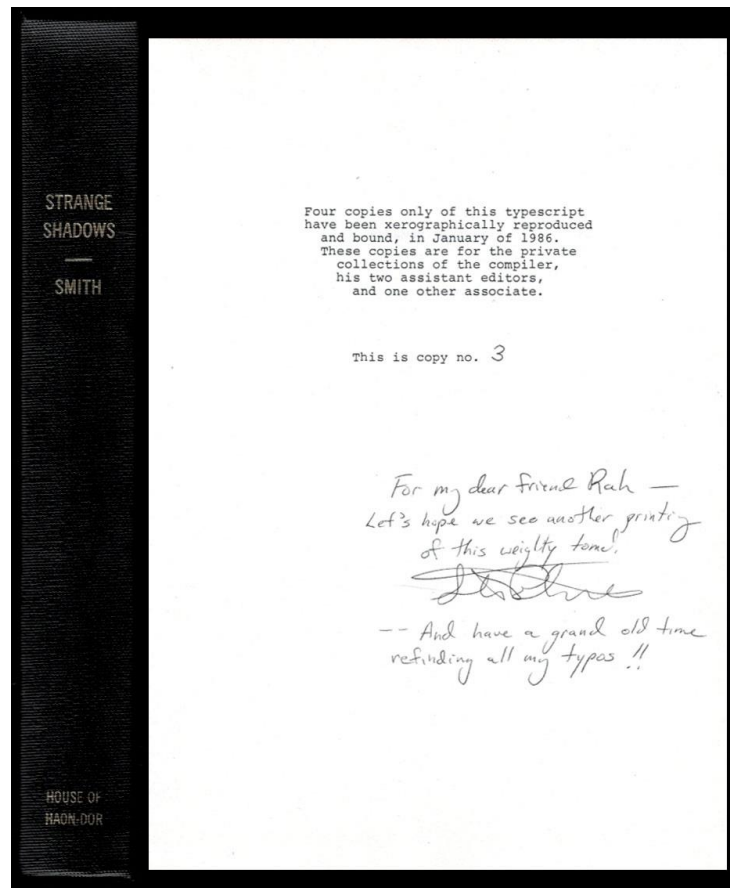 STRANGE
SHADOWS
SMITH
HOUSE OF
HAON-DOR
Four copies only of this typescript
have been xerographically reproduced
and bound, in January of 1986.
These copies are for the private
collections of the compiler,
his two assistant editors,
and one other associate.
This is copy no. 3
For my dear friend Rah —
Let's hope we see another printing
of this weighty tome!
-- And have a grand old time
refinding all my typos !!